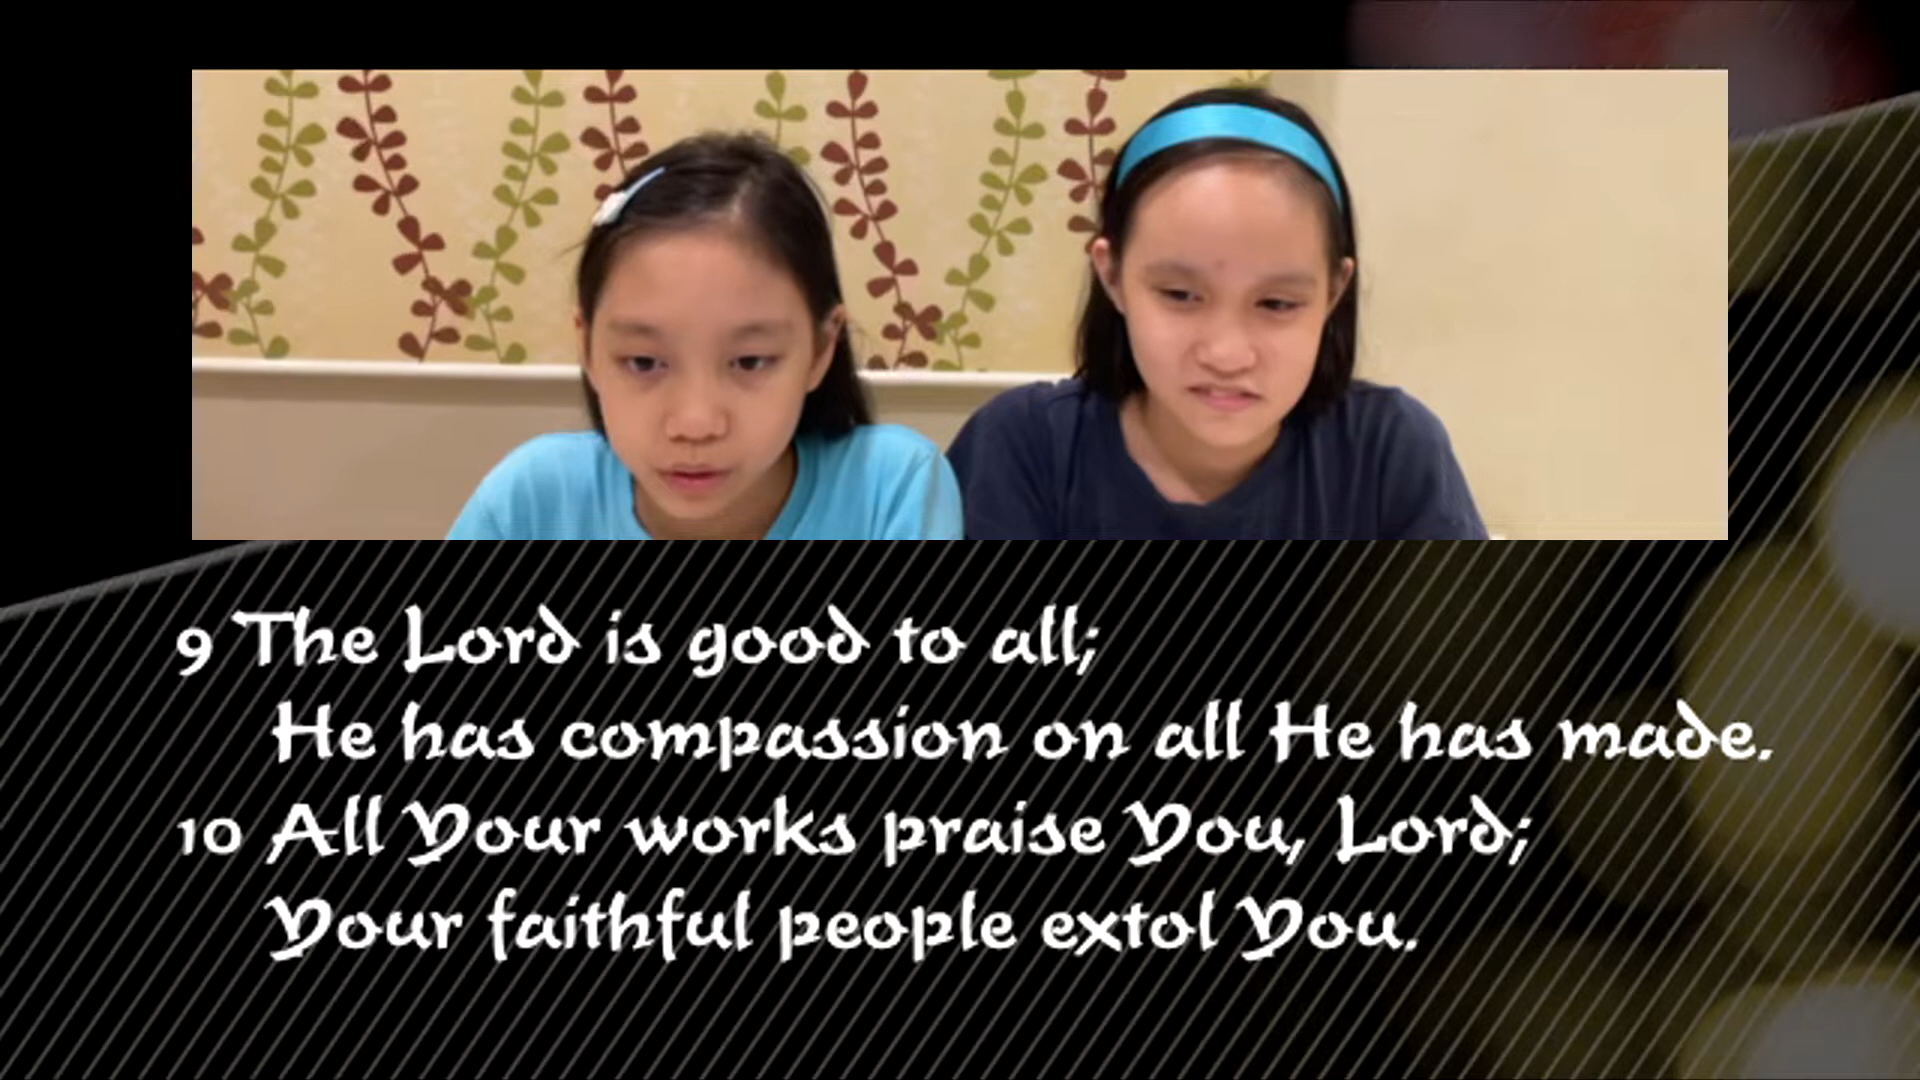 9 The Lord is good to all;
He has compassion on all He has made.
10 All Your works praise You, Lord;
Your faithful people extol You.